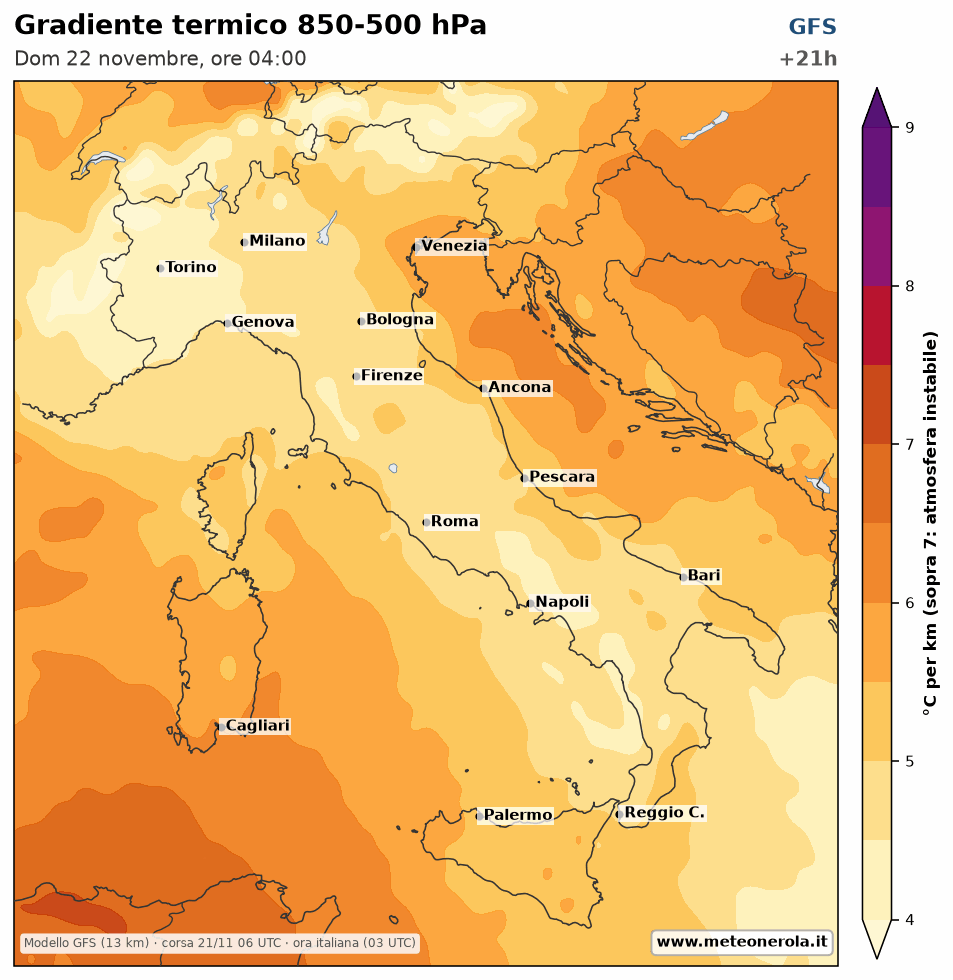 Gradiente termico 850-500 hPa
GFS
Dom 22 novembre, ore 04:00
+21h
Milano
Venezia
Torino
Genova
Bologna
Firenze
Ancona
Pescara
Roma
Bari
Napoli
Cagliari
Palermo
Reggio C.
9
8
7
6
5
4
°C per km (sopra 7: atmosfera instabile)
Modello GFS (13 km) · corsa 21/11 06 UTC · ora italiana (03 UTC)
www.meteonerola.it